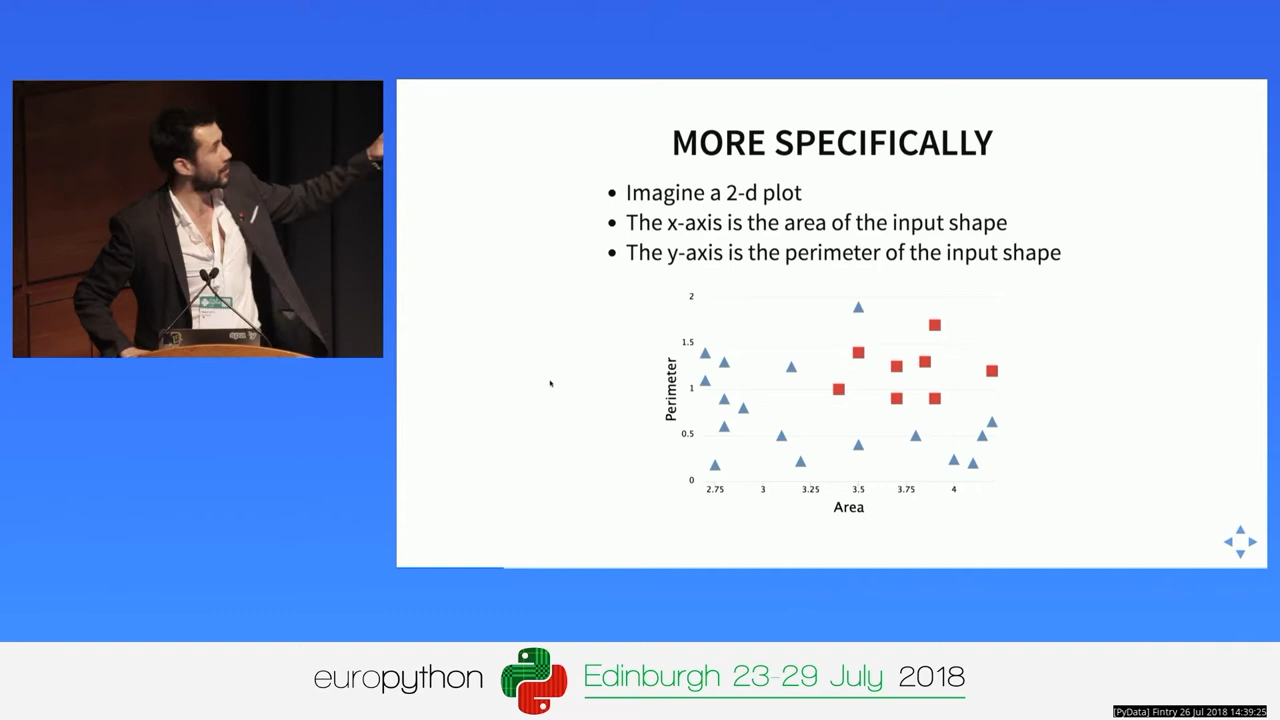 MORE SPECIFICALLY
• Imagine a 2-d plot
• The x-axis is the area of the input shape
• The y-axis is the perimeter of the input shape
2
1.5
1
0.5
0
Perimeter
2.75 3 3.25 3.5 3.75 4
Area
europython Edinburgh 23-29 July 2018
[PyData] Fintry 26 Jul 2018 14:39:25